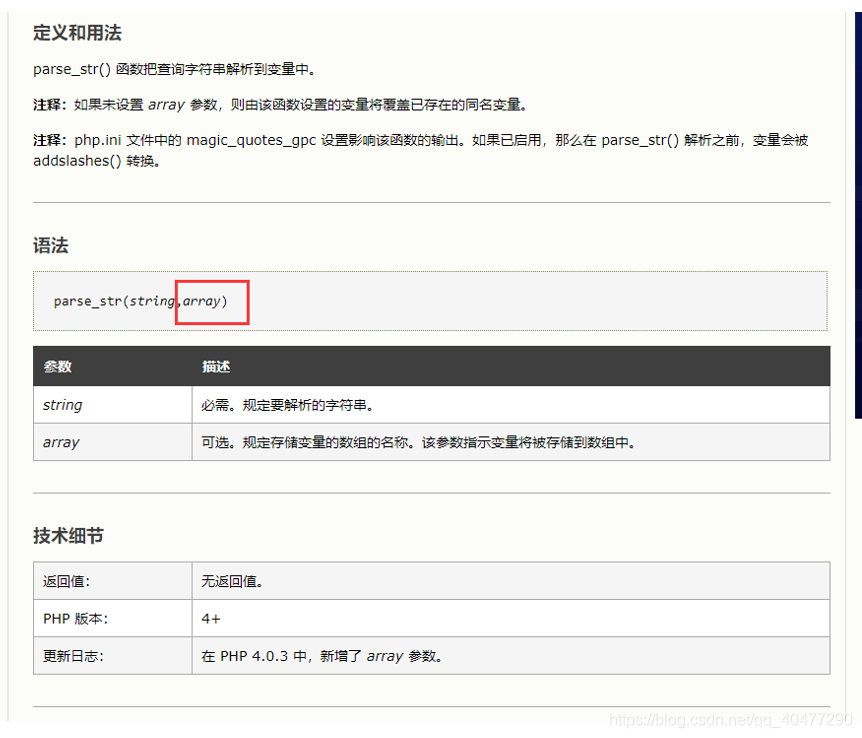 定义和用法
parse_str() 函数把查询字符串解析到变量中。
注释：如果未设置 array 参数，则由该函数设置的变量将覆盖已存在的同名变量。
注释：php.ini 文件中的 magic_quotes_gpc 设置影响该函数的输出。如果已启用，那么在 parse_str() 解析之前，变量会被
addslashes() 转换。
语法
parse_str(string,array)
参数 描述
string 必需。规定要解析的字符串。
array 可选。规定存储变量的数组的名称。该参数指示变量将被存储到数组中。
技术细节
返回值： 无返回值。
PHP 版本： 4+
更新日志： 在 PHP 4.0.3 中，新增了 array 参数。
https://blog.csdn.net/qq_40477290